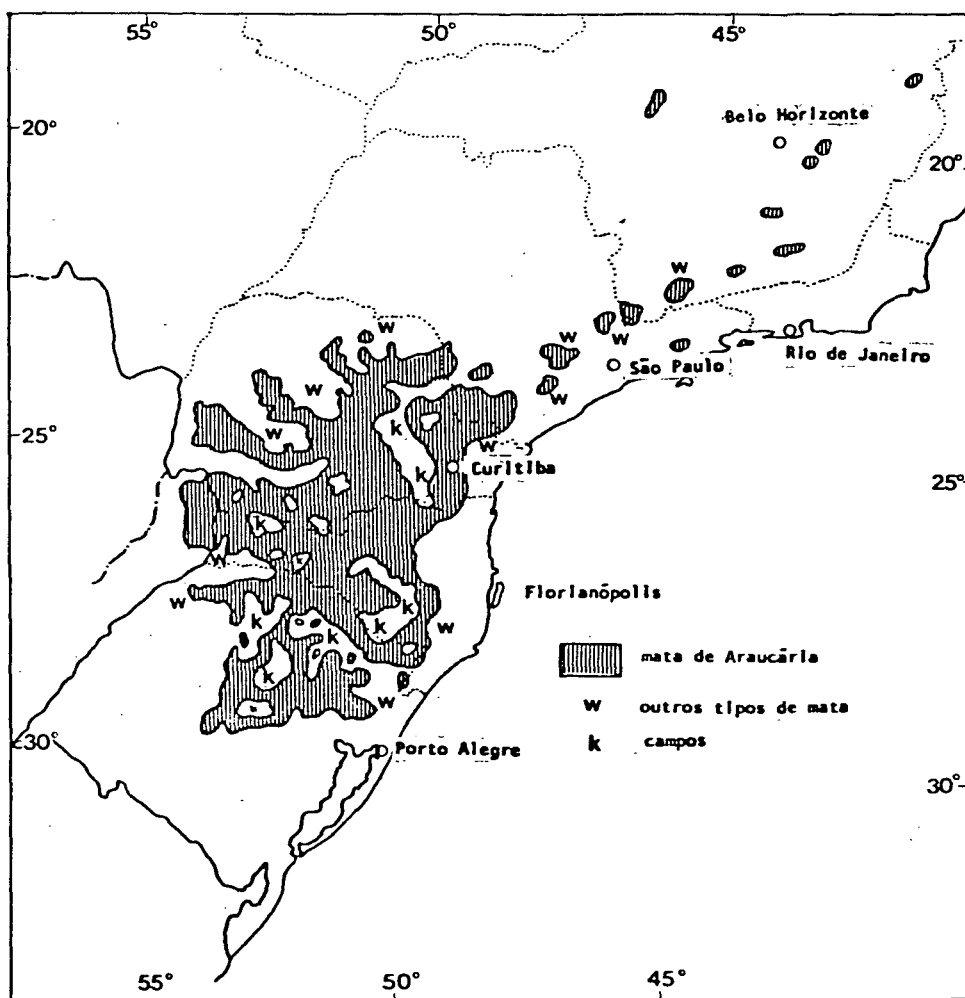 55°
50°
45°
20°
Belo Horizonte
20°
w
w
w
w
Rio de Janeiro
São Paulo
w
w
k
w
w
25°
k
Curitiba
25°
k
w
k
w
Florianópolis
k
k
k
w
k
mata de Araucária
w
w outros tipos de mata
k campos
30°
Porto Alegre
30°
55°
50°
45°